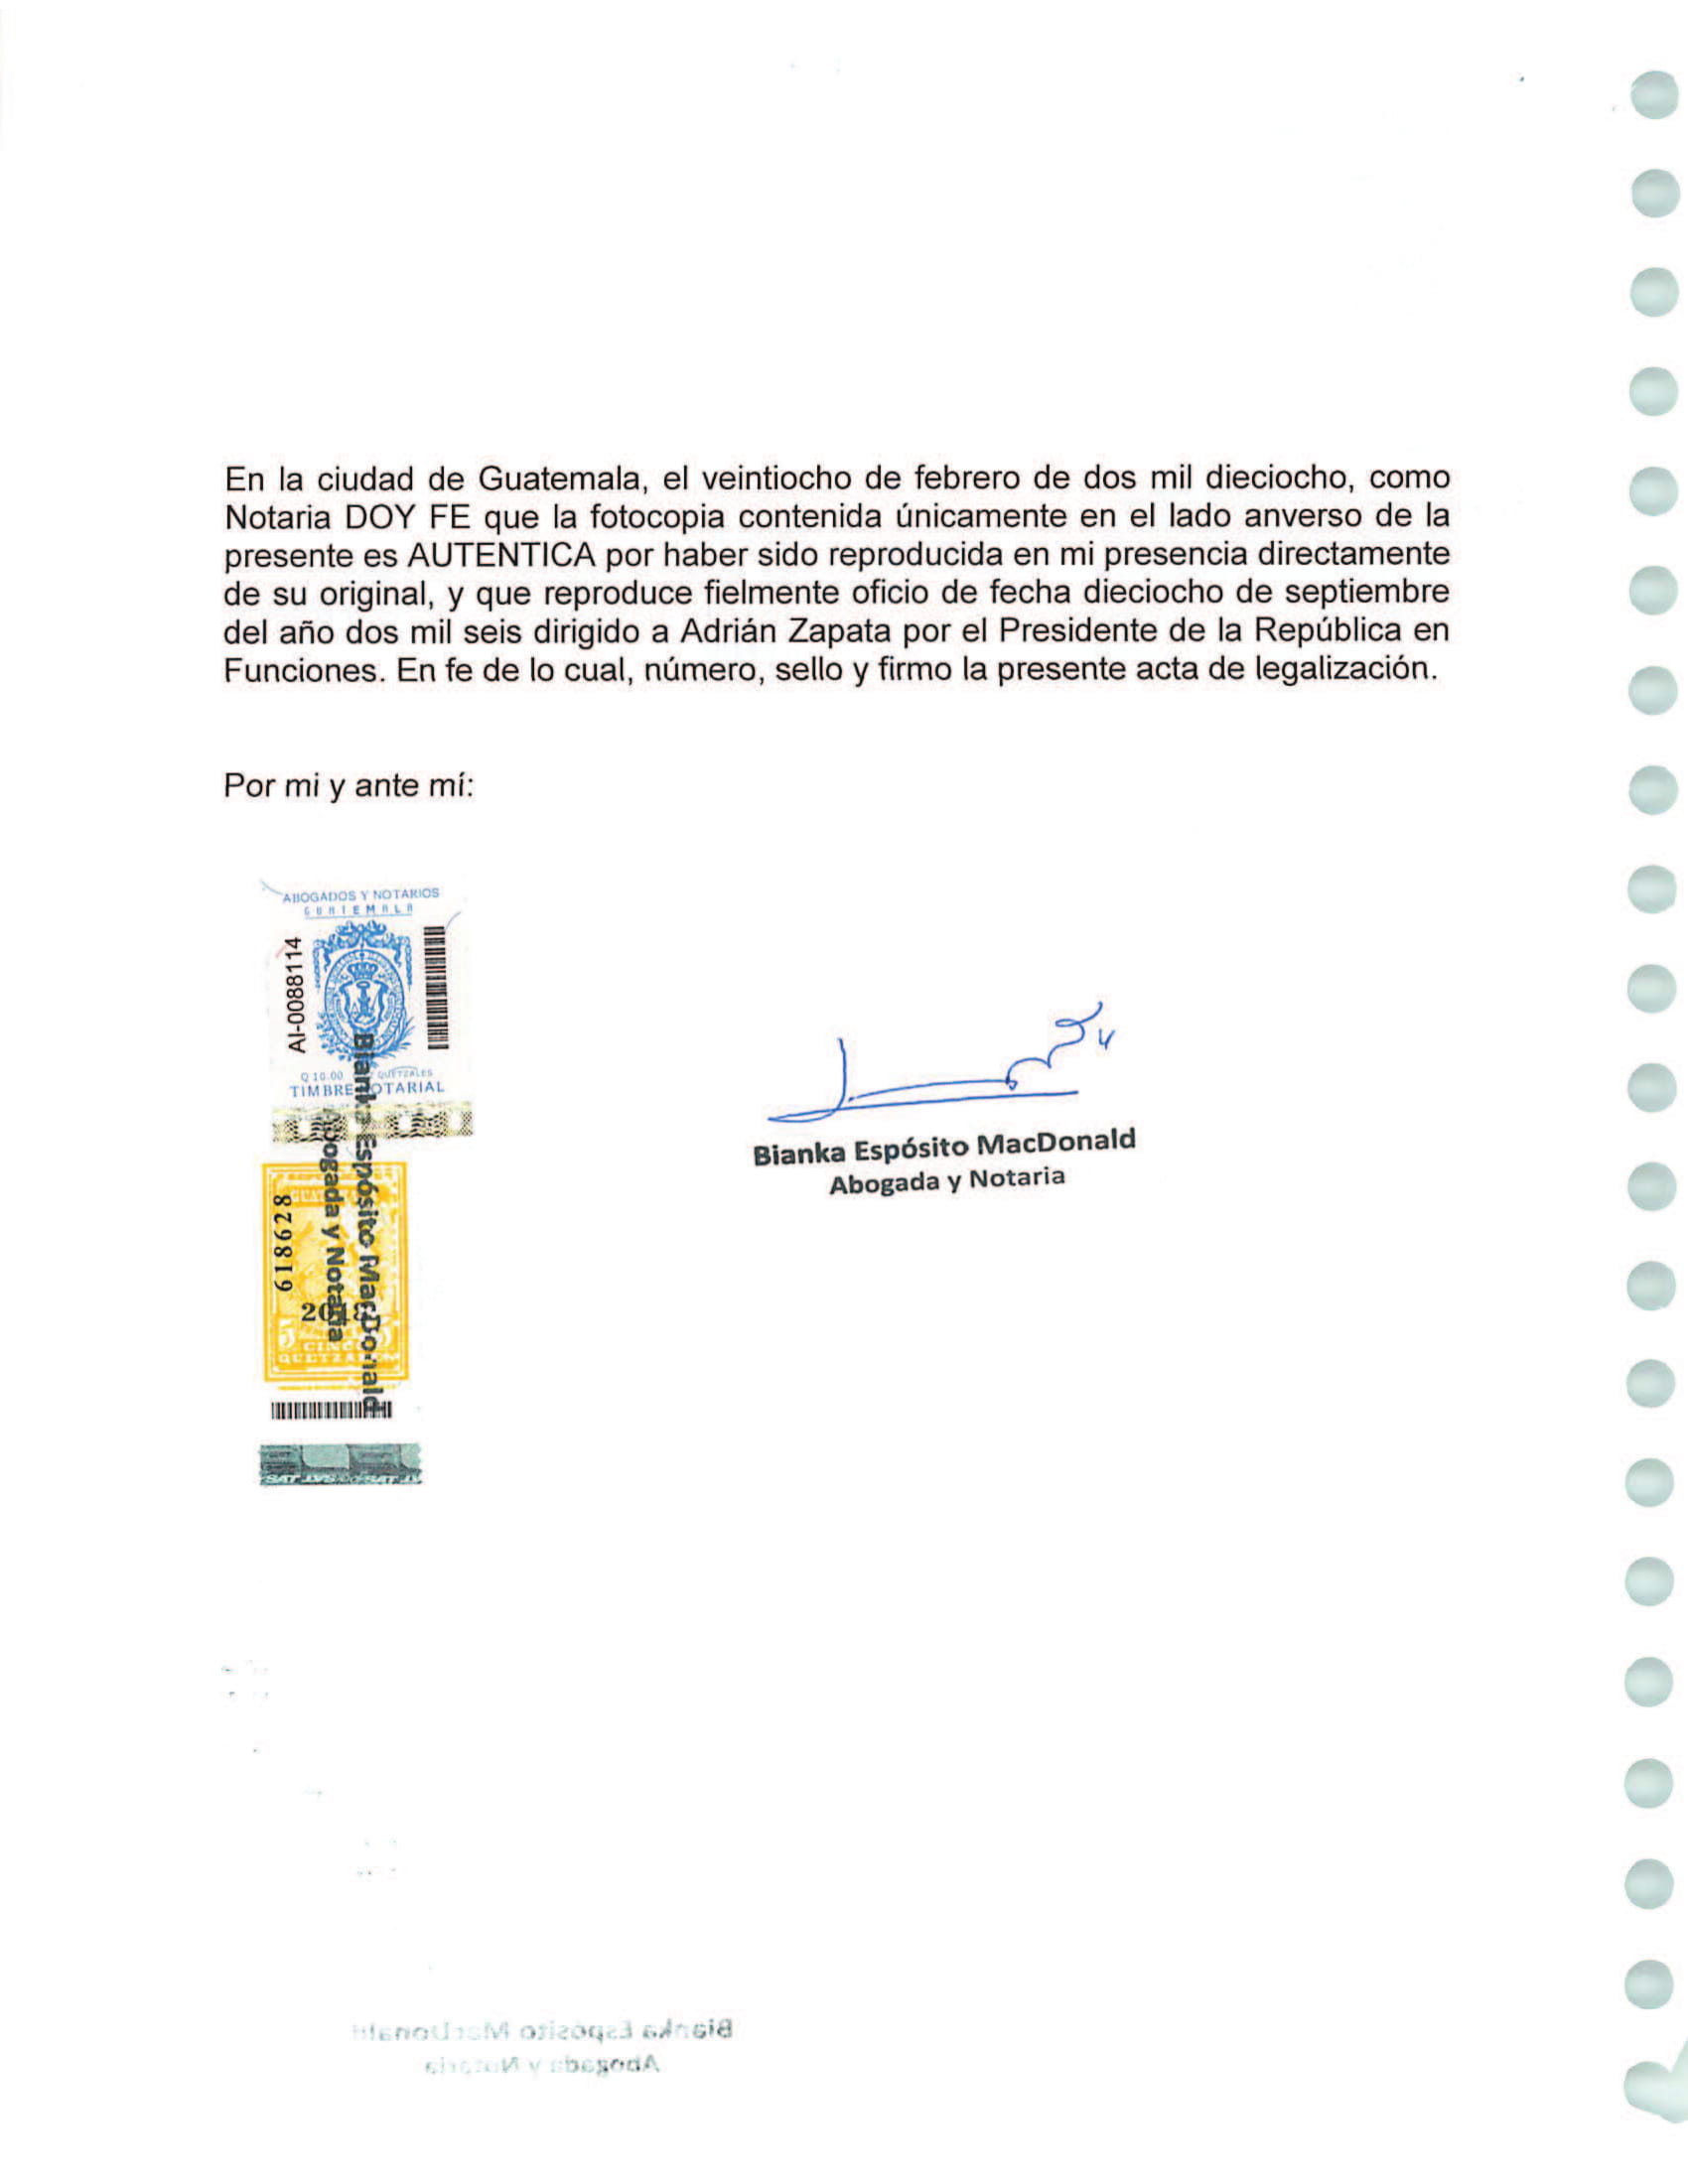 En la ciudad de Guatemala, el veintiocho de febrero de dos mil dieciocho, como
Notaria DOY FE que la fotocopia contenida únicamente en el lado anverso de la
presente es AUTENTICA por haber sido reproducida en mi presencia directamente
de su original, y que reproduce fielmente oficio de fecha dieciocho de septiembre
del año dos mil seis dirigido a Adrián Zapata por el Presidente de la República en
Funciones. En fe de lo cual, número, sello y firmo la presente acta de legalización.
Por mi y ante mí:
ABOGADOS Y NOTARIOS
GUATEMALA
AI-0088114
Q 10.00 QUETZALES
TIMBRE NOTARIAL
Bianka Espósito MacDonald
Abogada y Notaria
618628
5 5
CINCO
QUETZALES
SAT SAT
Bianka Espósito MacDonald
Abogada y Notaria
Bianka Espósito MacDonald
Abogada y Notaria